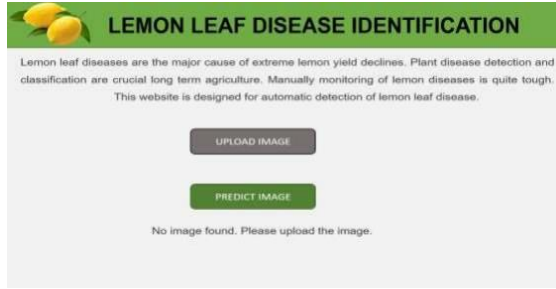 LEMON LEAF DISEASE IDENTIFICATION
Lemon leaf diseases are the major cause of extreme lemon yield declines. Plant disease detection and
classification are crucial long term agriculture. Manually monitoring of lemon diseases is quite tough.
This website is designed for automatic detection of lemon leaf disease.
UPLOAD IMAGE
PREDICT IMAGE
No image found. Please upload the image.